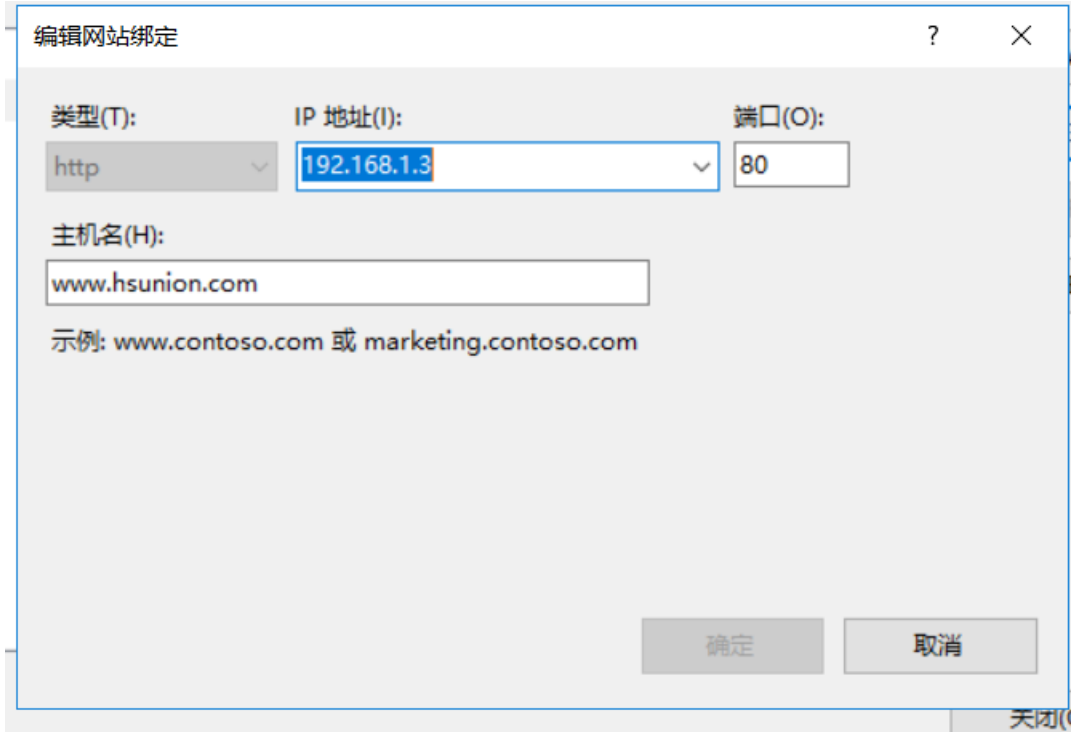 编辑网站绑定
类型(T): IP 地址(I): 端口(O):
http 192.168.1.3 80
主机名(H):
www.hsunion.com
示例: www.contoso.com 或 marketing.contoso.com
确定 取消
关闭(